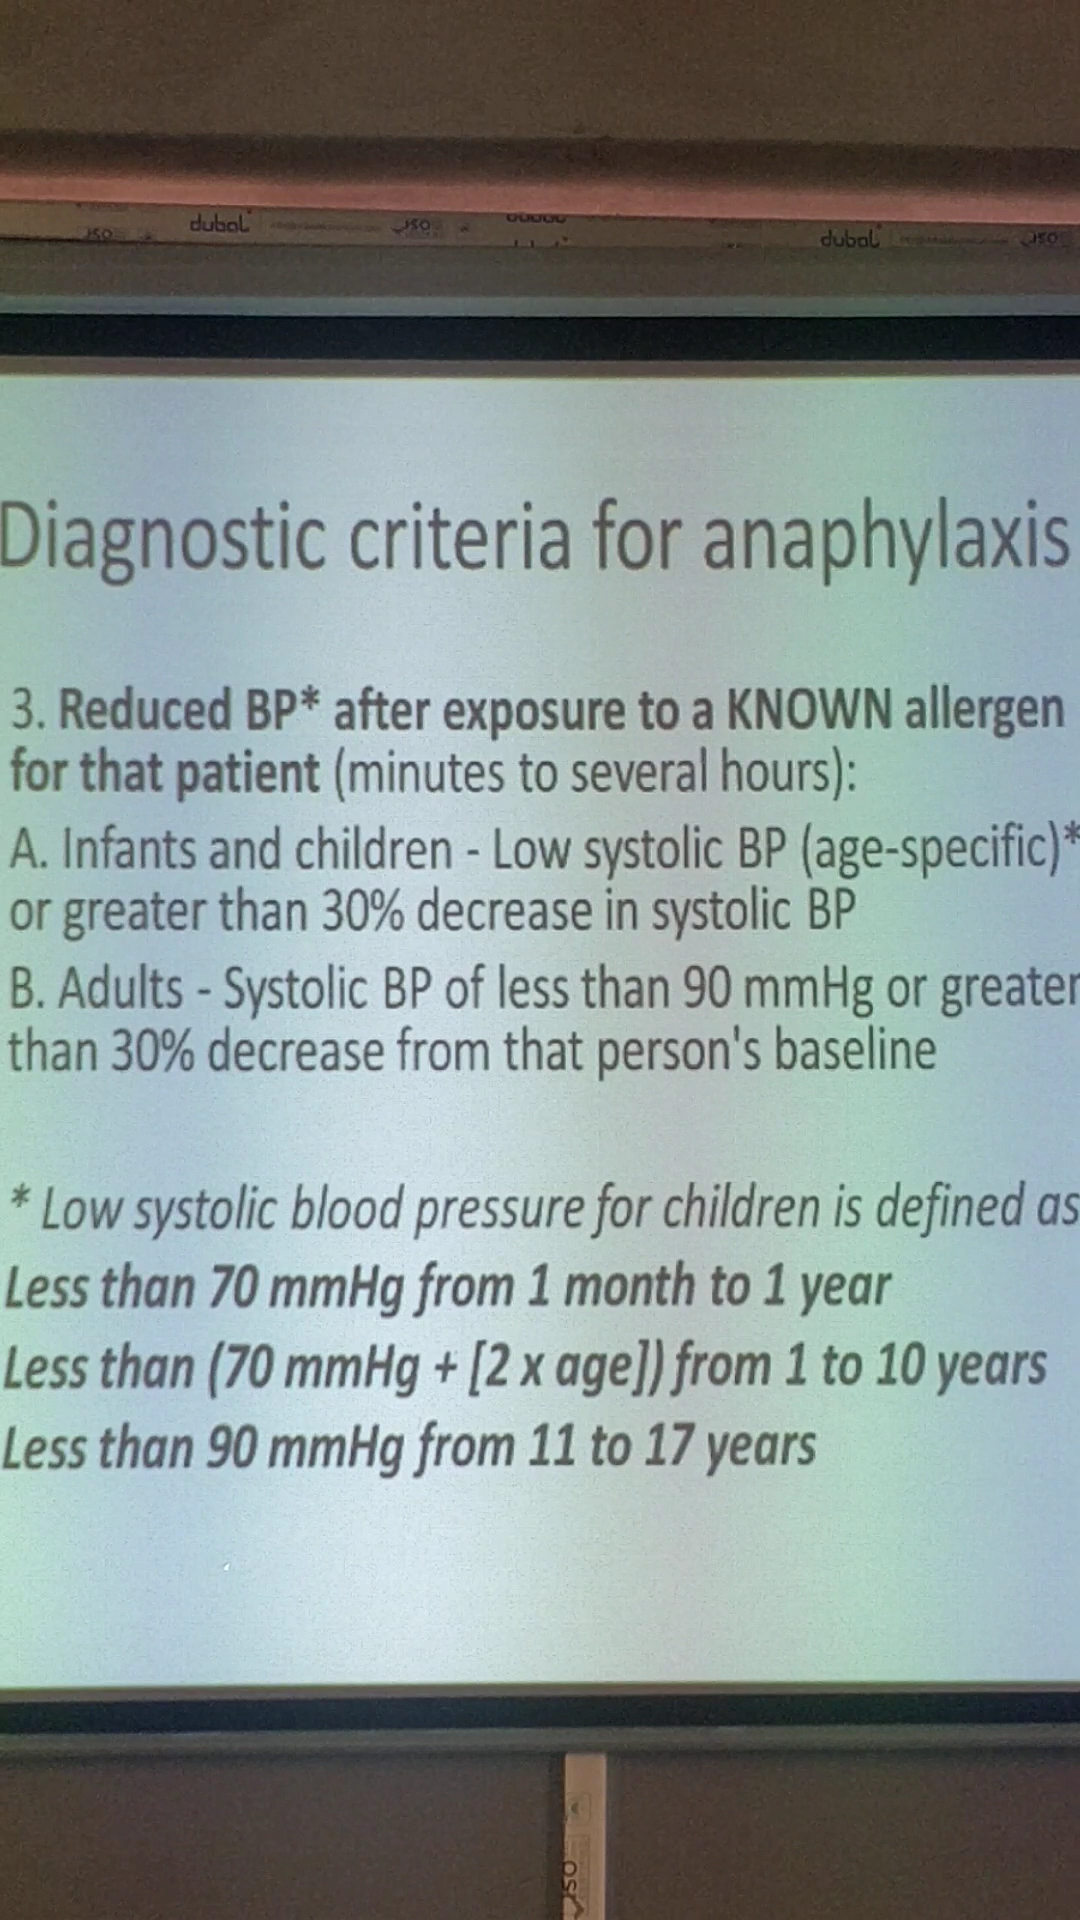 dubal
dubal
Diagnostic criteria for anaphylaxis
3. Reduced BP* after exposure to a KNOWN allergen
for that patient (minutes to several hours):
A. Infants and children - Low systolic BP (age-specific)*
or greater than 30% decrease in systolic BP
B. Adults - Systolic BP of less than 90 mmHg or greater
than 30% decrease from that person's baseline
* Low systolic blood pressure for children is defined as
Less than 70 mmHg from 1 month to 1 year
Less than (70 mmHg + [2 x age]) from 1 to 10 years
Less than 90 mmHg from 11 to 17 years